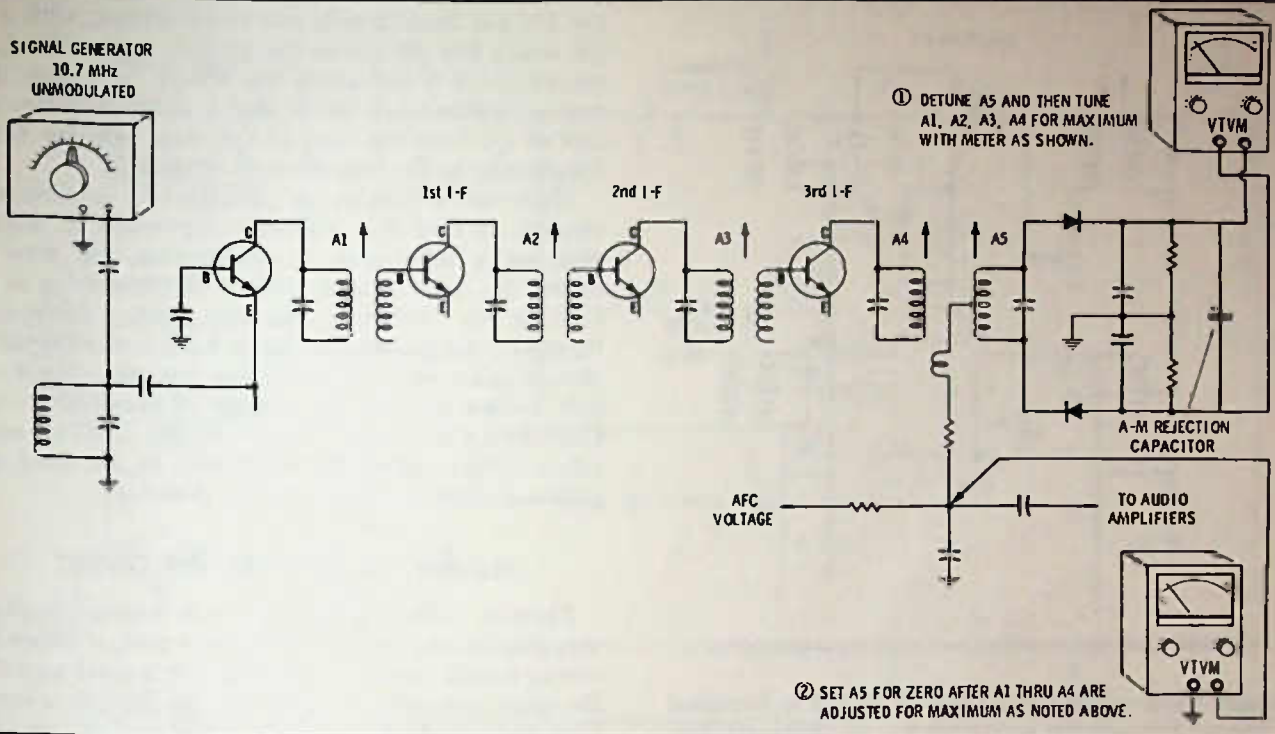 SIGNAL GENERATOR
10.7 MHz
UNMODULATED
① DETUNE A5 AND THEN TUNE
A1, A2, A3, A4 FOR MAXIMUM
WITH METER AS SHOWN.
VTVM
1st I-F
2nd I-F
3rd I-F
C
B
E
A1
C
B
E
A2
C
B
E
A3
C
B
E
A4
A5
A-M REJECTION
CAPACITOR
AFC
VOLTAGE
TO AUDIO
AMPLIFIERS
VTVM
② SET A5 FOR ZERO AFTER A1 THRU A4 ARE
ADJUSTED FOR MAXIMUM AS NOTED ABOVE.